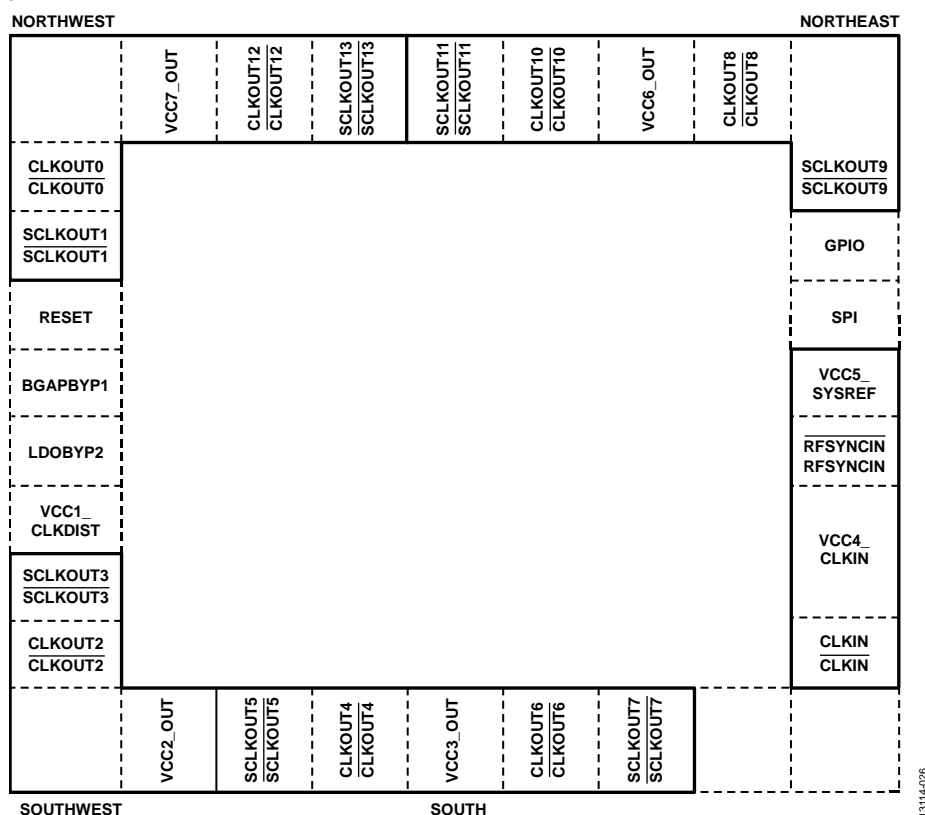 NORTHWEST
NORTHEAST
VCC7_OUT
CLKOUT12
CLKOUT12
SCLKOUT13
SCLKOUT13
SCLKOUT11
SCLKOUT11
CLKOUT10
CLKOUT10
VCC6_OUT
CLKOUT8
CLKOUT8
CLKOUT0
CLKOUT0
SCLKOUT9
SCLKOUT9
SCLKOUT1
SCLKOUT1
GPIO
RESET
SPI
BGAPBYP1
VCC5_
SYSREF
LDOBYP2
RFSYNCIN
RFSYNCIN
VCC1_
CLKDIST
VCC4_
CLKIN
SCLKOUT3
SCLKOUT3
CLKOUT2
CLKOUT2
CLKIN
CLKIN
VCC2_OUT
SCLKOUT5
SCLKOUT5
CLKOUT4
CLKOUT4
VCC3_OUT
CLKOUT6
CLKOUT6
SCLKOUT7
SCLKOUT7
SOUTHWEST
SOUTH
13114-026